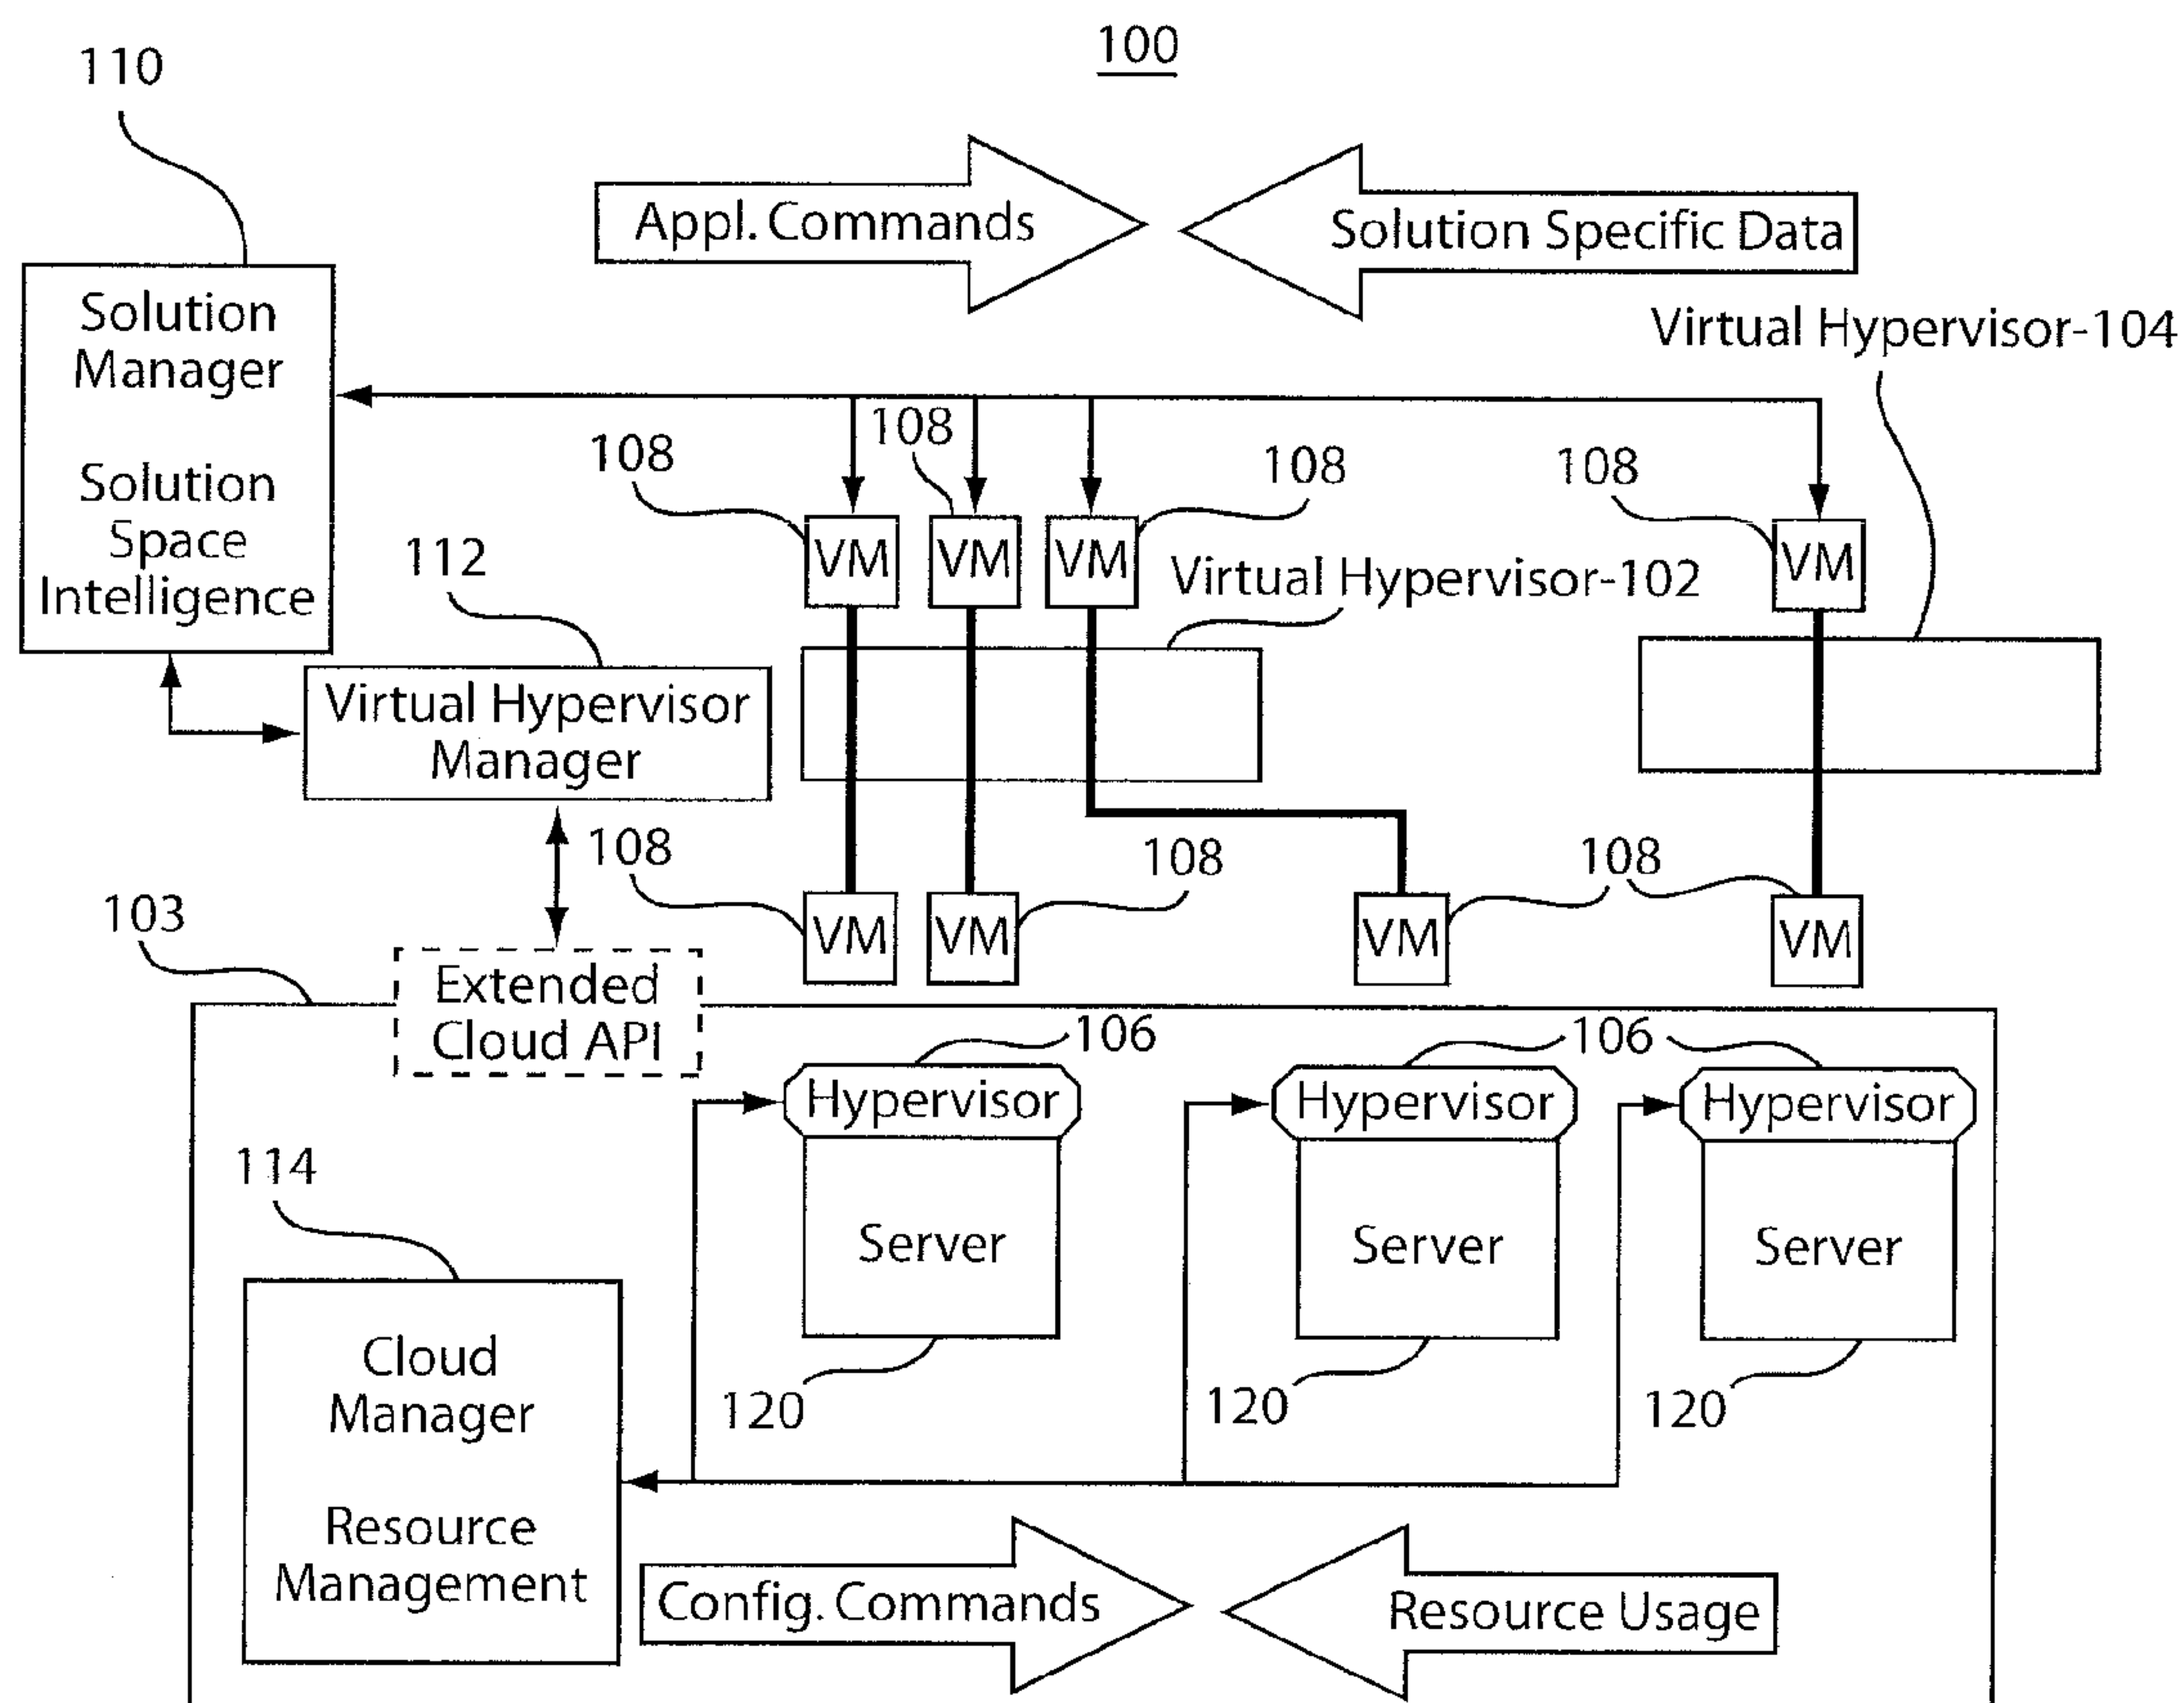 100
110
Appl. Commands
Solution Specific Data
Virtual Hypervisor-104
Solution
Manager
Solution
Space
Intelligence
108
108
108
108
VM
VM
VM
VM
Virtual Hypervisor-102
112
Virtual Hypervisor
Manager
108
108
108
VM
VM
VM
VM
103
Extended
Cloud API
106
106
Hypervisor
Hypervisor
Hypervisor
Server
Server
Server
114
120
120
120
Cloud
Manager
Resource
Management
Config. Commands
Resource Usage